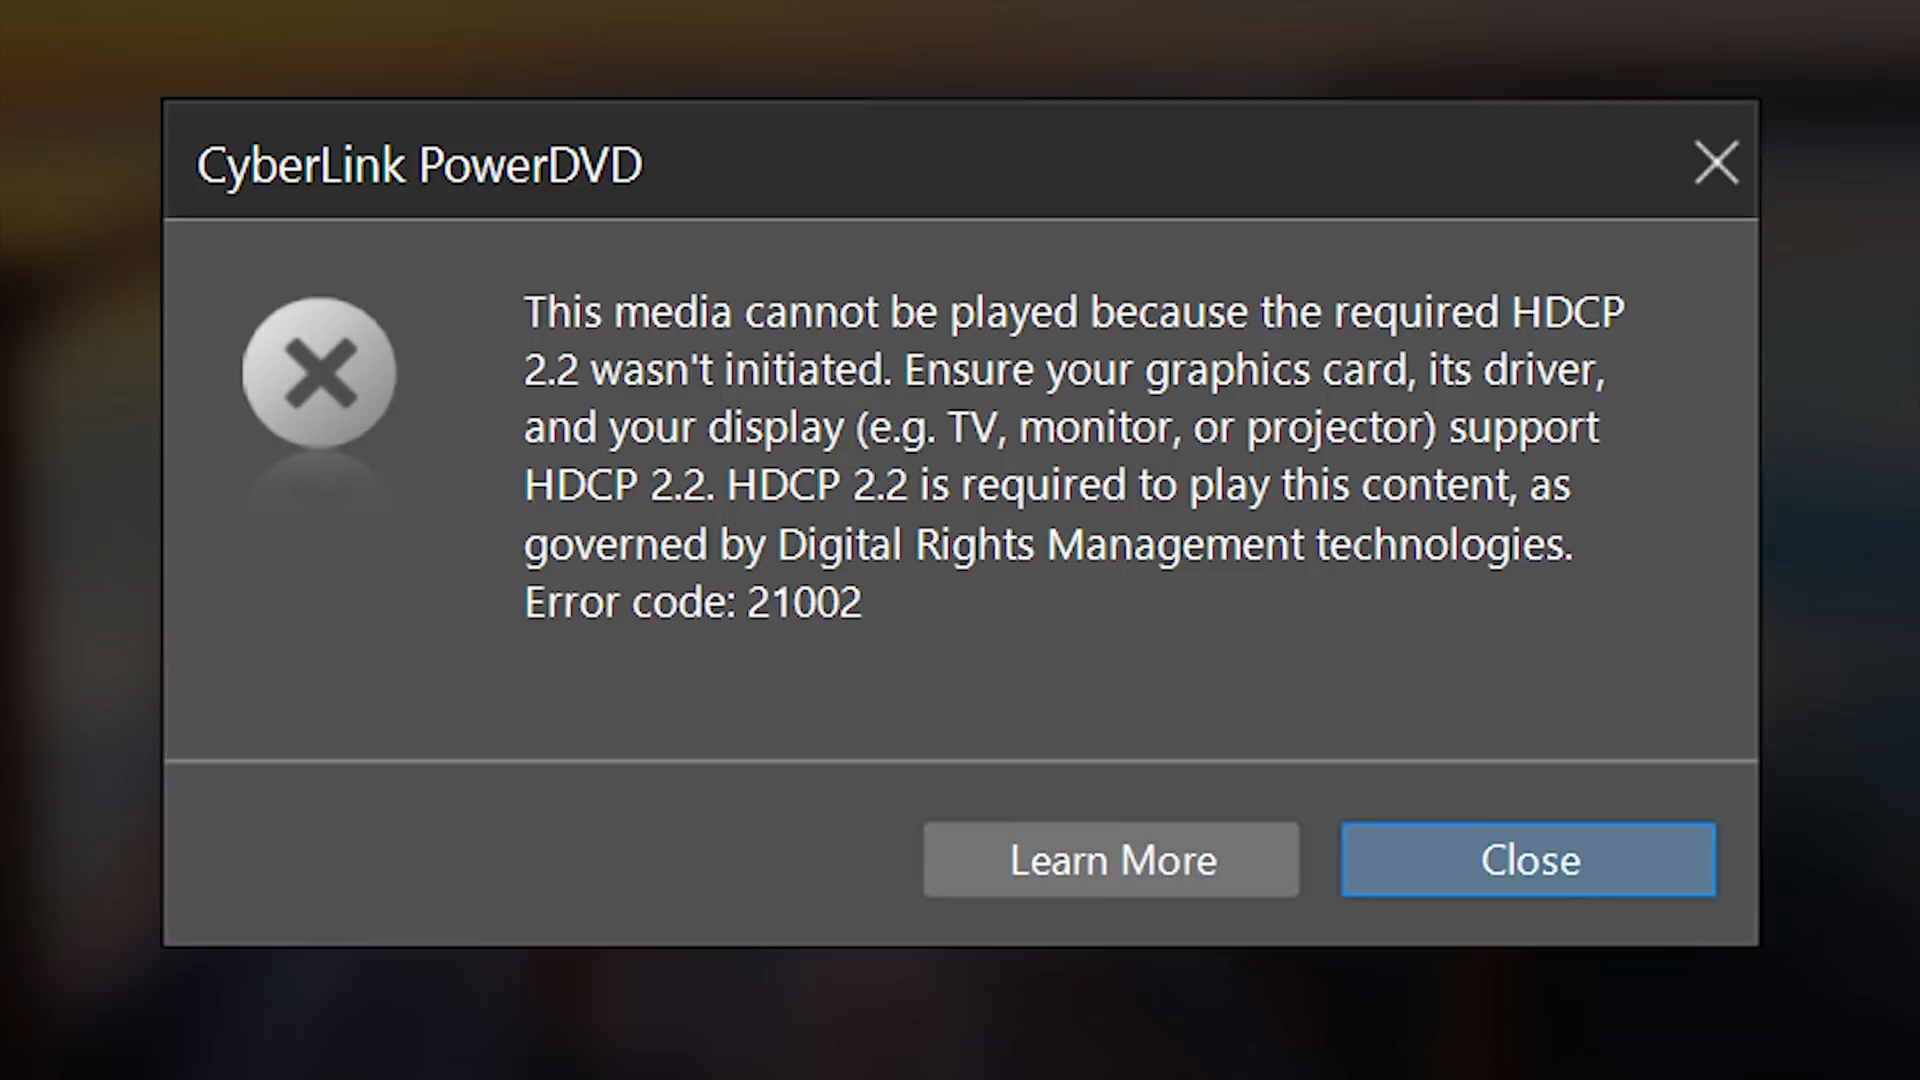 CyberLink PowerDVD
This media cannot be played because the required HDCP
2.2 wasn't initiated. Ensure your graphics card, its driver,
and your display (e.g. TV, monitor, or projector) support
HDCP 2.2. HDCP 2.2 is required to play this content, as
governed by Digital Rights Management technologies.
Error code: 21002
Learn More
Close